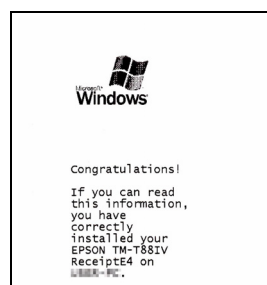 Microsoft
Windows
Congratulations!
If you can read
this information,
you have
correctly
installed your
EPSON TM-T88IV
ReceiptE4 on